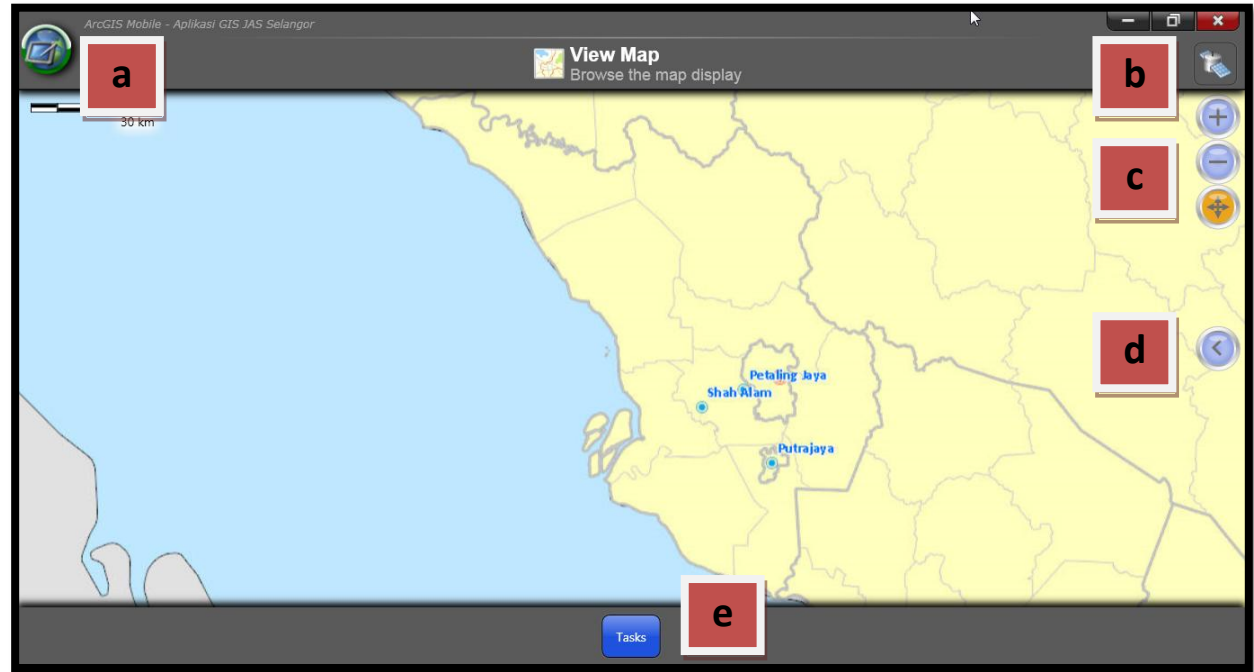 ArcGIS Mobile - Aplikasi GIS JAS Selangor
a
View Map
Browse the map display
b
30 km
c
d
Petaling Jaya
Shah Alam
Putrajaya
e
Tasks